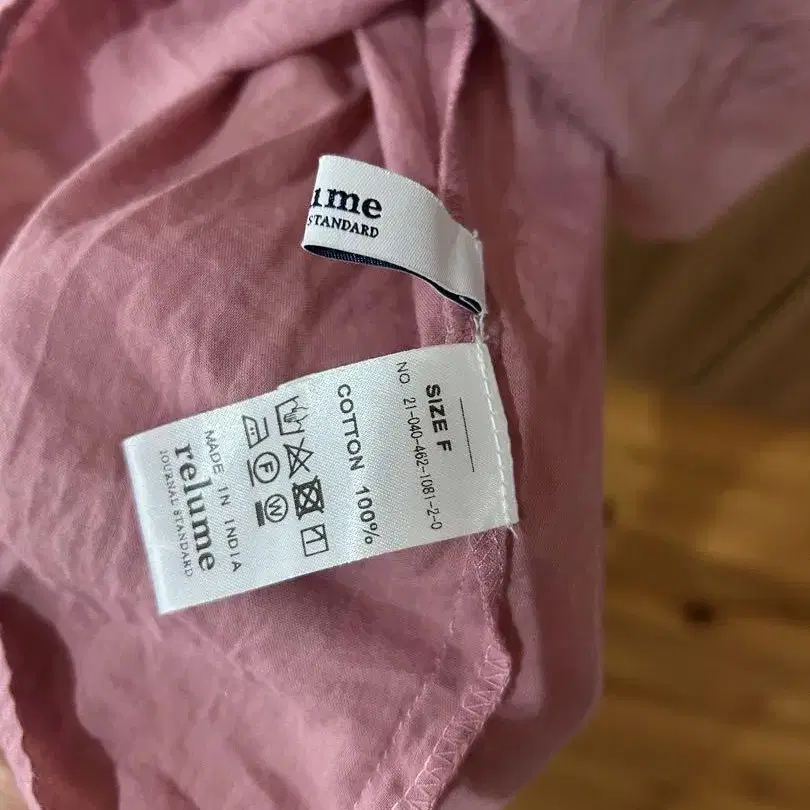 ume
STANDARD
SIZE F
NO 21-040-462-1081-2-0
COTTON 100%
F W
MADE IN INDIA
relume
JOURNAL STANDARD